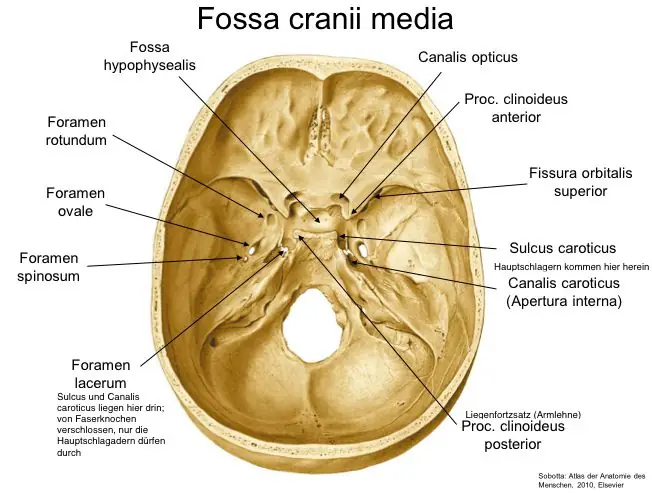 Fossa cranii media
Fossa
hypophysealis
Canalis opticus
Proc. clinoideus
anterior
Foramen
rotundum
Fissura orbitalis
superior
Foramen
ovale
Sulcus caroticus
Foramen
spinosum
Hauptschlagern kommen hier herein
Canalis caroticus
(Apertura interna)
Foramen
lacerum
Sulcus und Canalis
caroticus liegen hier drin;
von Faserknochen
verschlossen, nur die
Hauptschlagadern dürfen
durch
Liegenfortzsatz (Armlehne)
Proc. clinoideus
posterior
Sobotta: Atlas der Anatomie des
Menschen. 2010, Elsevier